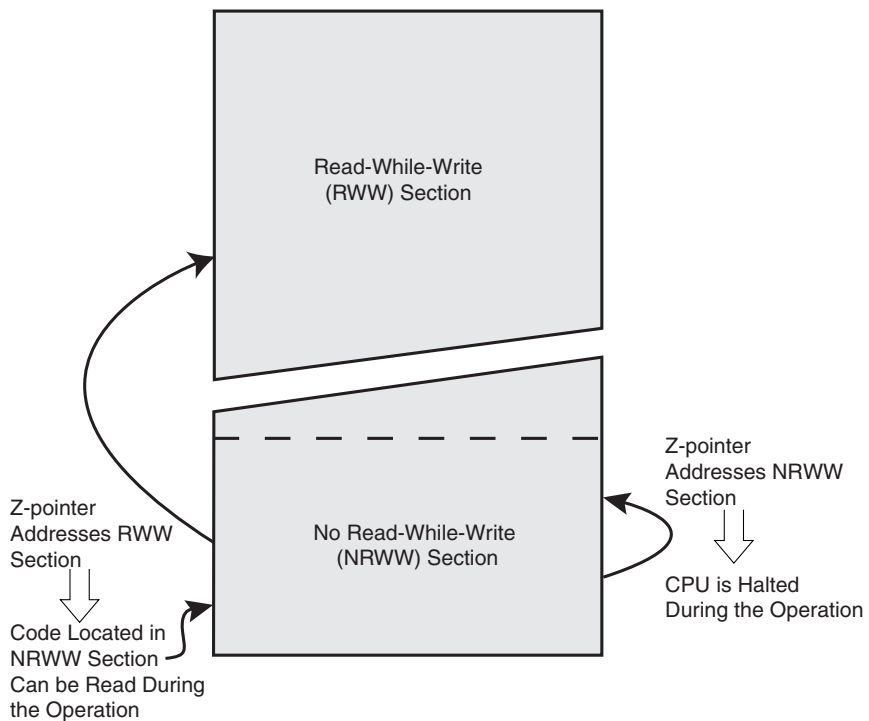 Read-While-Write
(RWW) Section
Z-pointer
Addresses NRWW
Section
Z-pointer
Addresses RWW
Section
No Read-While-Write
(NRWW) Section
CPU is Halted
During the Operation
Code Located in
NRWW Section
Can be Read During
the Operation